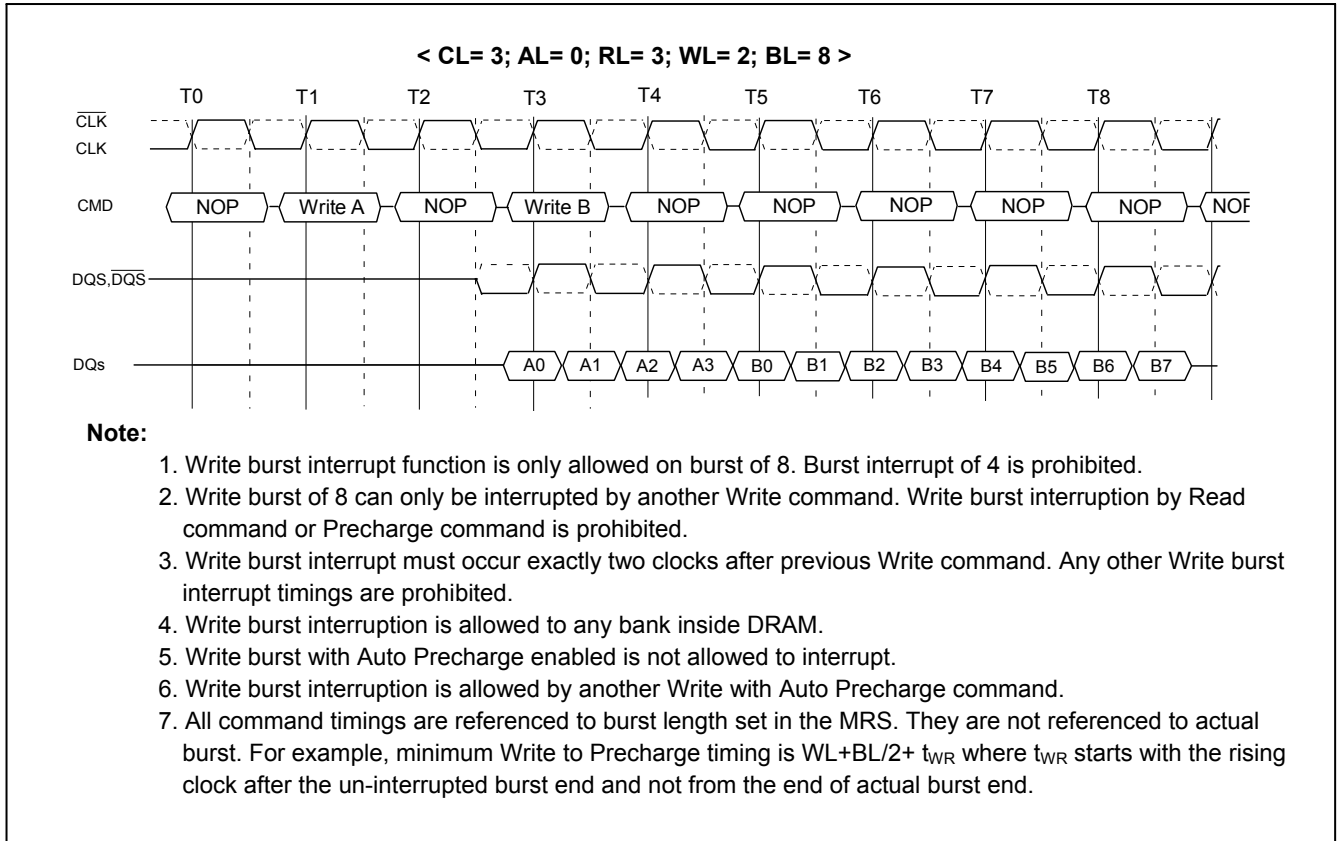 < CL= 3; AL= 0; RL= 3; WL= 2; BL= 8 >
T0 T1 T2 T3 T4 T5 T6 T7 T8
CLK
CLK
CMD NOP Write A NOP Write B NOP NOP NOP NOP NOP NOP
DQS,DQS
DQs A0 A1 A2 A3 B0 B1 B2 B3 B4 B5 B6 B7
Note:
1. Write burst interrupt function is only allowed on burst of 8. Burst interrupt of 4 is prohibited.
2. Write burst of 8 can only be interrupted by another Write command. Write burst interruption by Read
command or Precharge command is prohibited.
3. Write burst interrupt must occur exactly two clocks after previous Write command. Any other Write burst
interrupt timings are prohibited.
4. Write burst interruption is allowed to any bank inside DRAM.
5. Write burst with Auto Precharge enabled is not allowed to interrupt.
6. Write burst interruption is allowed by another Write with Auto Precharge command.
7. All command timings are referenced to burst length set in the MRS. They are not referenced to actual
burst. For example, minimum Write to Precharge timing is WL+BL/2+ tWR where tWR starts with the rising
clock after the un-interrupted burst end and not from the end of actual burst end.